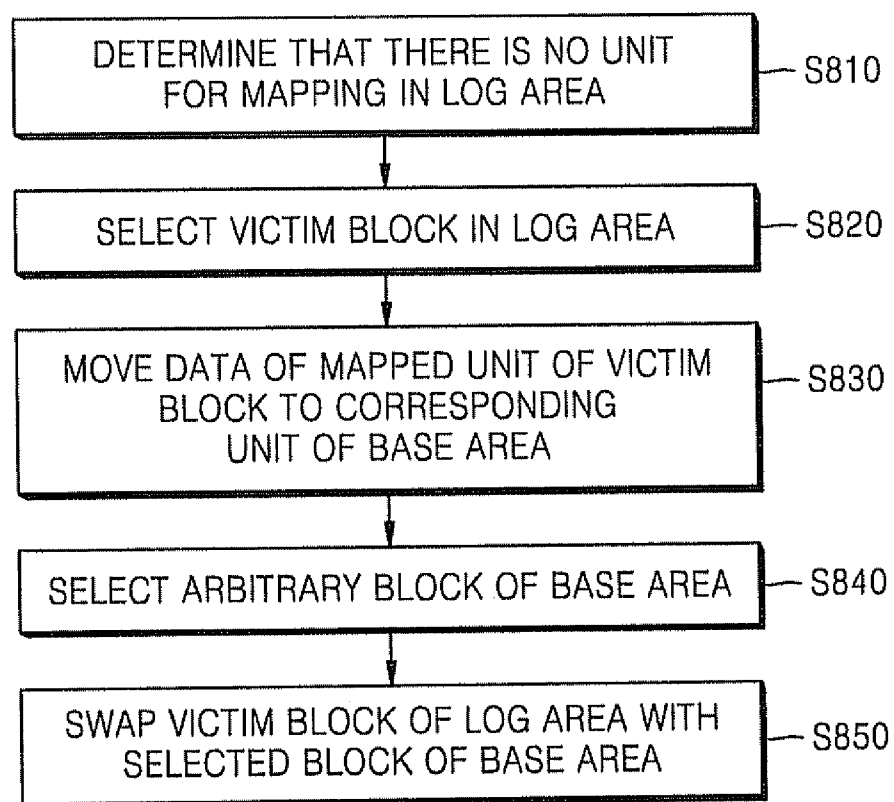 DETERMINE THAT THERE IS NO UNIT
FOR MAPPING IN LOG AREA
S810
SELECT VICTIM BLOCK IN LOG AREA
S820
MOVE DATA OF MAPPED UNIT OF VICTIM
BLOCK TO CORRESPONDING
UNIT OF BASE AREA
S830
SELECT ARBITRARY BLOCK OF BASE AREA
S840
SWAP VICTIM BLOCK OF LOG AREA WITH
SELECTED BLOCK OF BASE AREA
S850